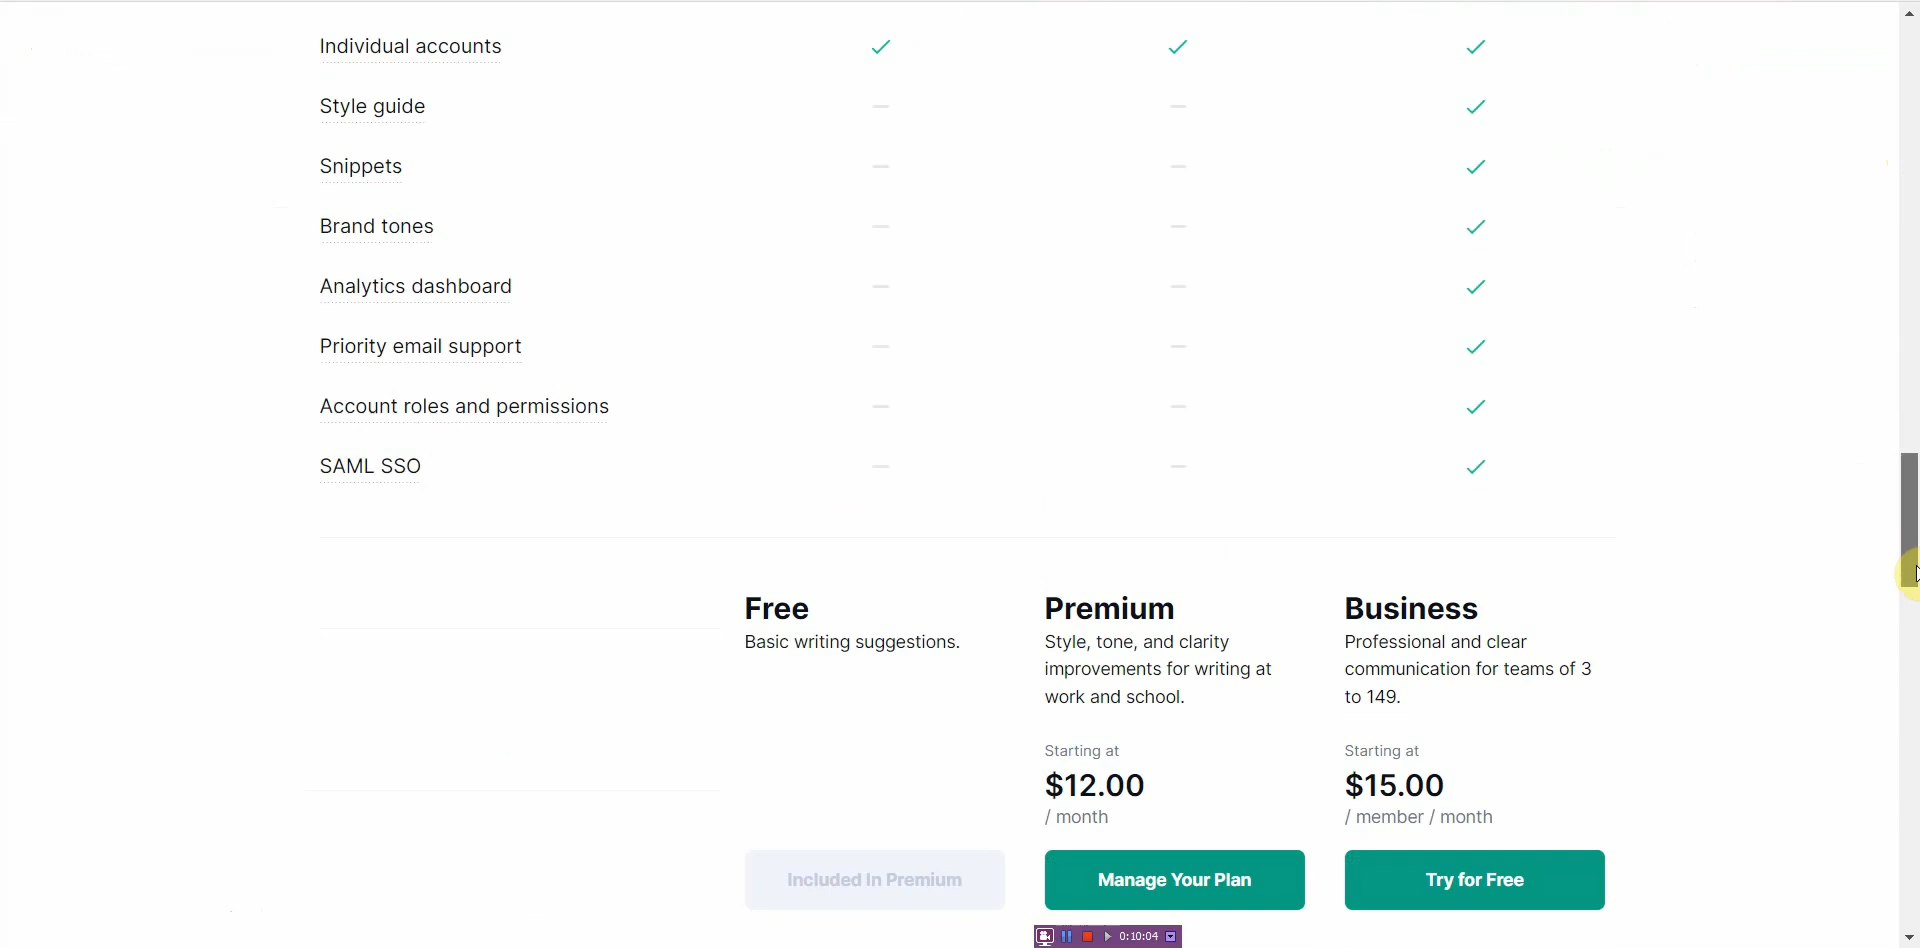 Individual accounts
Style guide
Snippets
Brand tones
Analytics dashboard
Priority email support
Account roles and permissions
SAML SSO
Free
Basic writing suggestions.
Premium
Style, tone, and clarity
improvements for writing at
work and school.
Starting at
$12.00
/ month
Business
Professional and clear
communication for teams of 3
to 149.
Starting at
$15.00
/ member / month
Included In Premium
Manage Your Plan
Try for Free
0:10:04